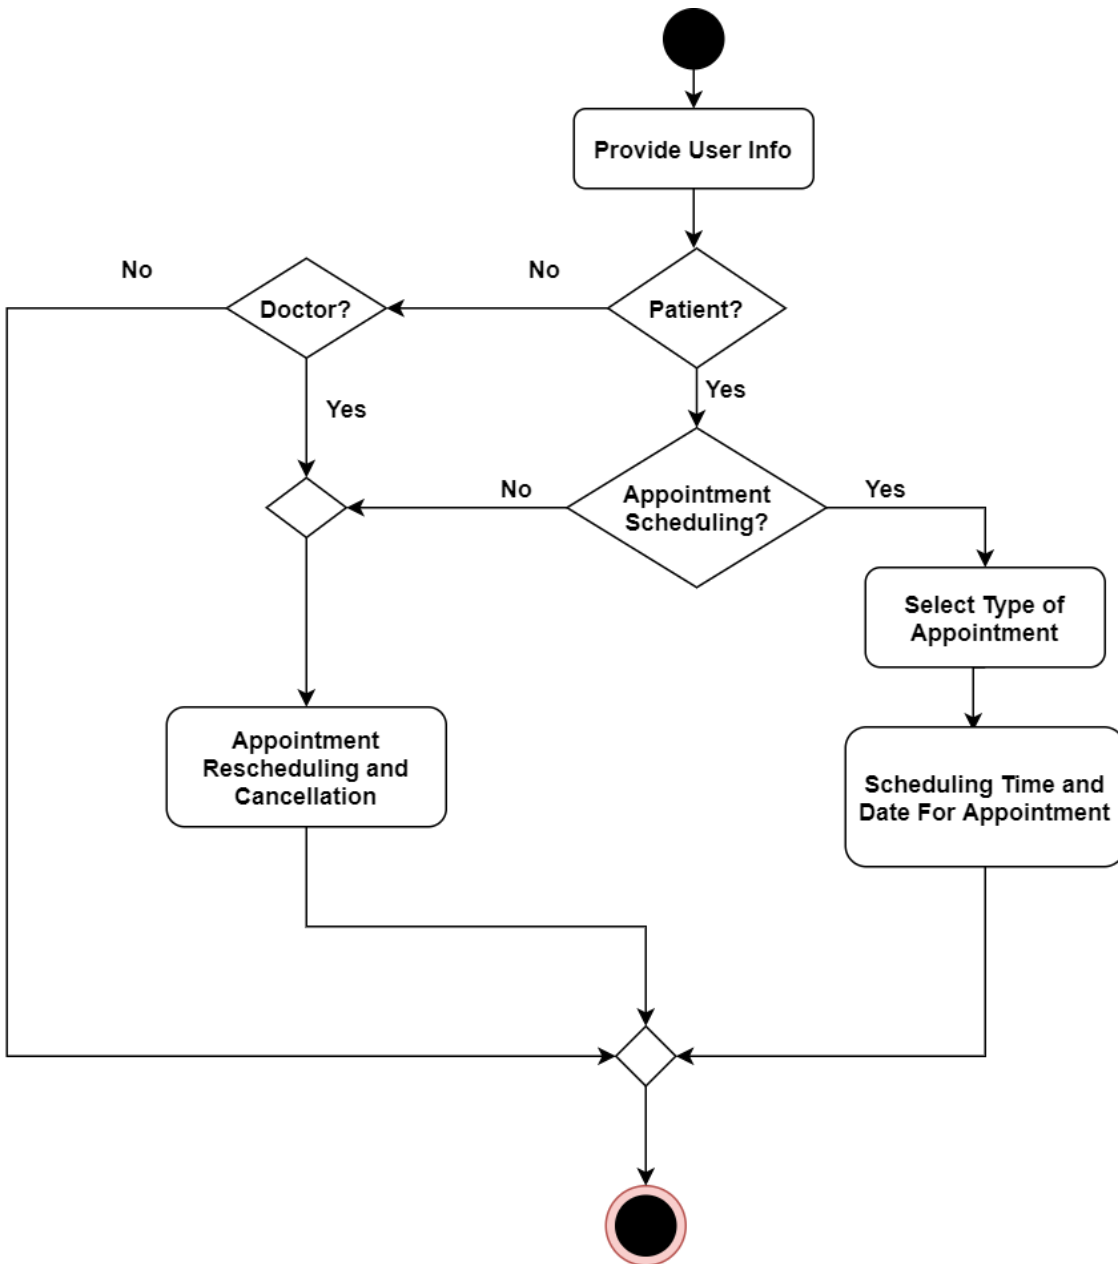 Provide User Info
No
No
Doctor?
Patient?
Yes
Yes
No
Yes
Appointment
Scheduling?
Select Type of
Appointment
Appointment
Rescheduling and
Cancellation
Scheduling Time and
Date For Appointment